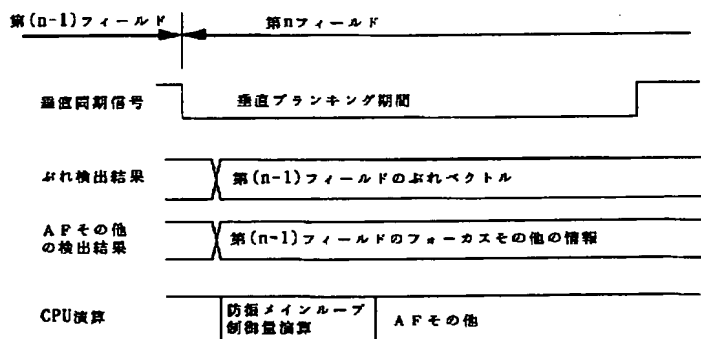 第(n-1)フィールド 第nフィールド
垂直同期信号 垂直ブランキング期間
ぶれ検出結果 第(n-1)フィールドのぶれベクトル
AFその他
の検出結果 第(n-1)フィールドのフォーカスその他の情報
CPU演算
防振メインループ
制御量演算
AFその他